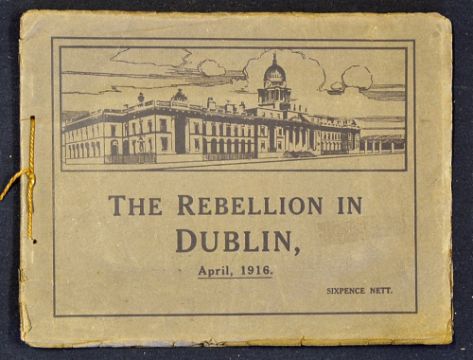 THE REBELLION IN
DUBLIN,
April, 1916.
SIXPENCE NETT.